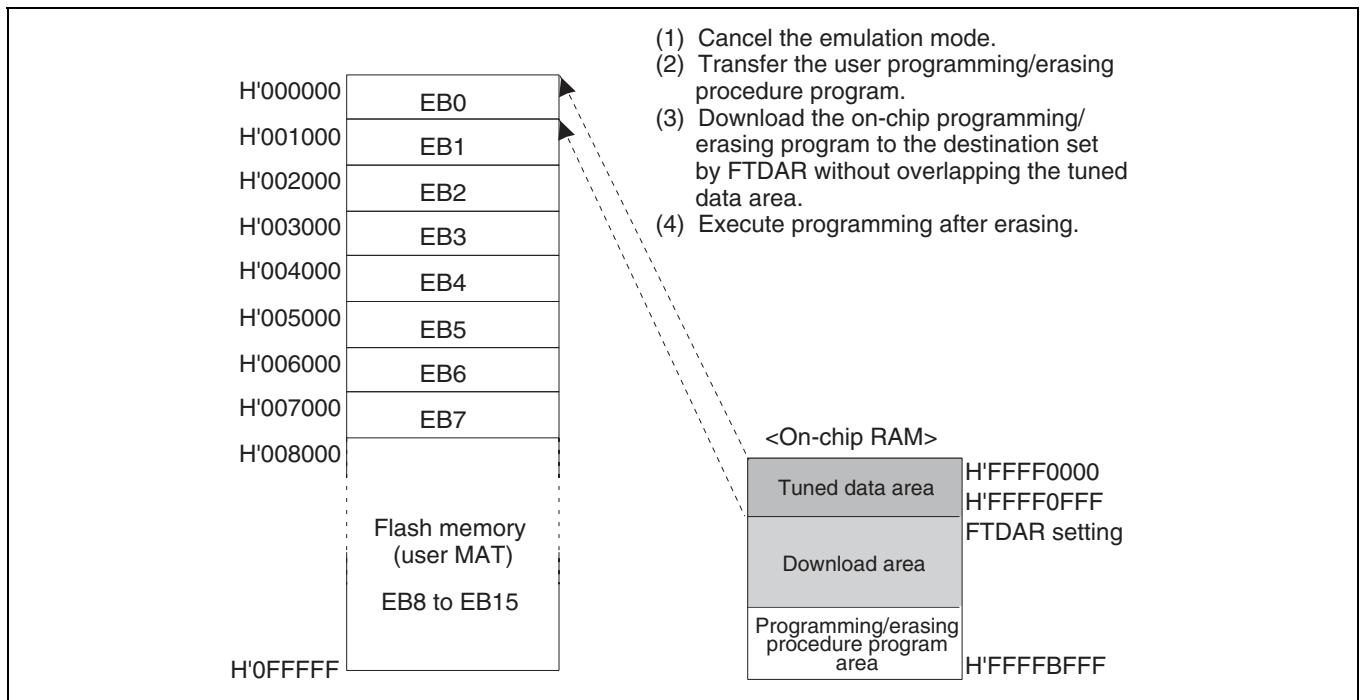 (1) Cancel the emulation mode.
(2) Transfer the user programming/erasing
procedure program.
(3) Download the on-chip programming/
erasing program to the destination set
by FTDAR without overlapping the tuned
data area.
(4) Execute programming after erasing.
H'000000
EB0
H'001000
EB1
H'002000
EB2
H'003000
EB3
H'004000
EB4
H'005000
EB5
H'006000
EB6
H'007000
EB7
H'008000
Flash memory
(user MAT)
EB8 to EB15
H'0FFFFF
<On-chip RAM>
Tuned data area
H'FFFF0000
H'FFFF0FFF
FTDAR setting
Download area
Programming/erasing
procedure program
area
H'FFFFBFFF